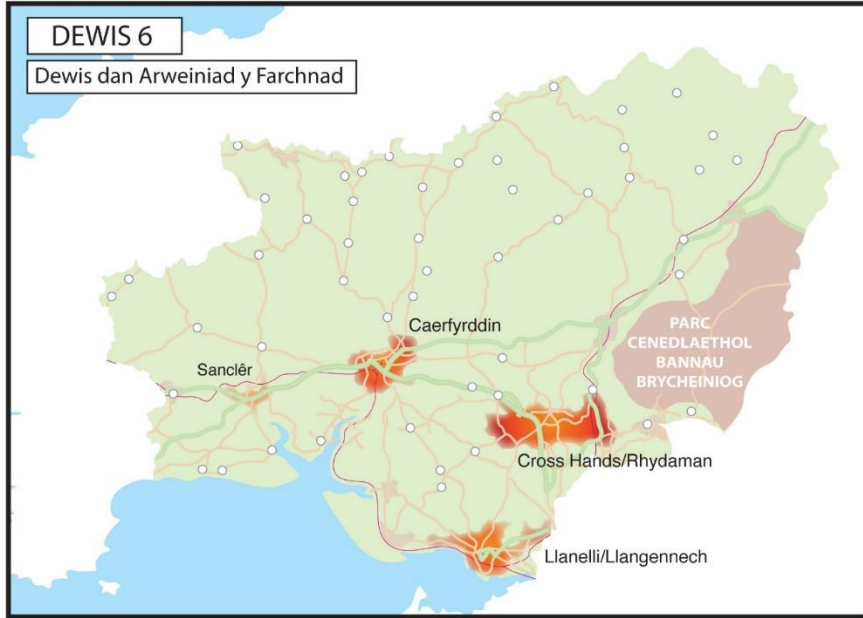 DEWIS 6
Dewis dan Arweiniad y Farchnad
Caerfyrddin
Sanclêr
PARC
CENEDLAETHOL
BANNAU
BRYCHEINIOG
Cross Hands/Rhydaman
Llanelli/Llangennech